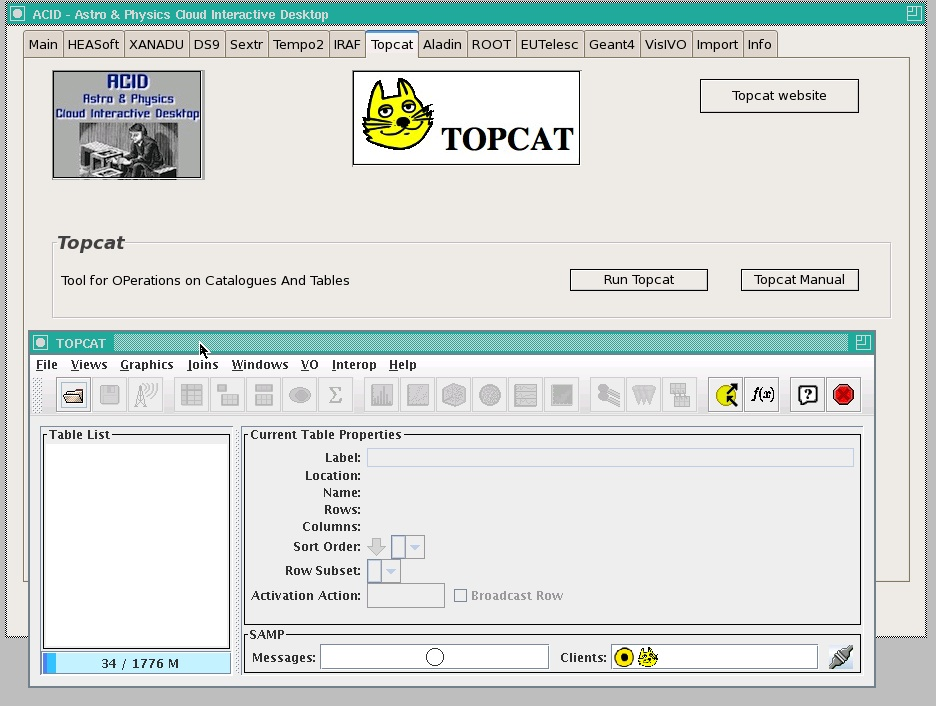 ACID - Astro & Physics Cloud Interactive Desktop
Main HEASoft XANADU DS9 Sextr Tempo2 IRAF Topcat Aladin ROOT EUTelesc Geant4 VisIVO Import Info
ACID
Astro & Physics
Cloud Interactive Desktop
TOPCAT
Topcat website
Topcat
Tool for OPerations on Catalogues And Tables
Run Topcat
Topcat Manual
TOPCAT
File Views Graphics Joins Windows VO Interop Help
Σ
f(x)
?
Table List
34 / 1776 M
Current Table Properties
Label:
Location:
Name:
Rows:
Columns:
Sort Order:
Row Subset:
Activation Action:
Broadcast Row
SAMP
Messages:
Clients: